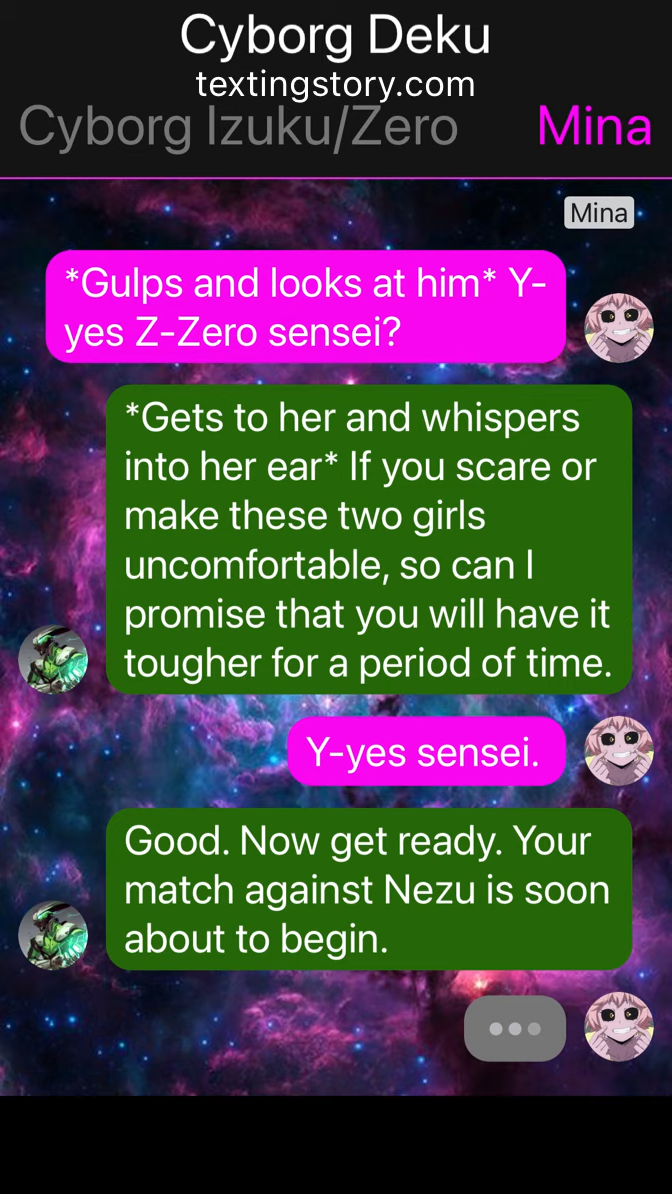 Cyborg Deku
textingstory.com
Cyborg Izuku/Zero Mina
Mina
*Gulps and looks at him* Y-
yes Z-Zero sensei?
*Gets to her and whispers
into her ear* If you scare or
make these two girls
uncomfortable, so can I
promise that you will have it
tougher for a period of time.
Y-yes sensei.
Good. Now get ready. Your
match against Nezu is soon
about to begin.